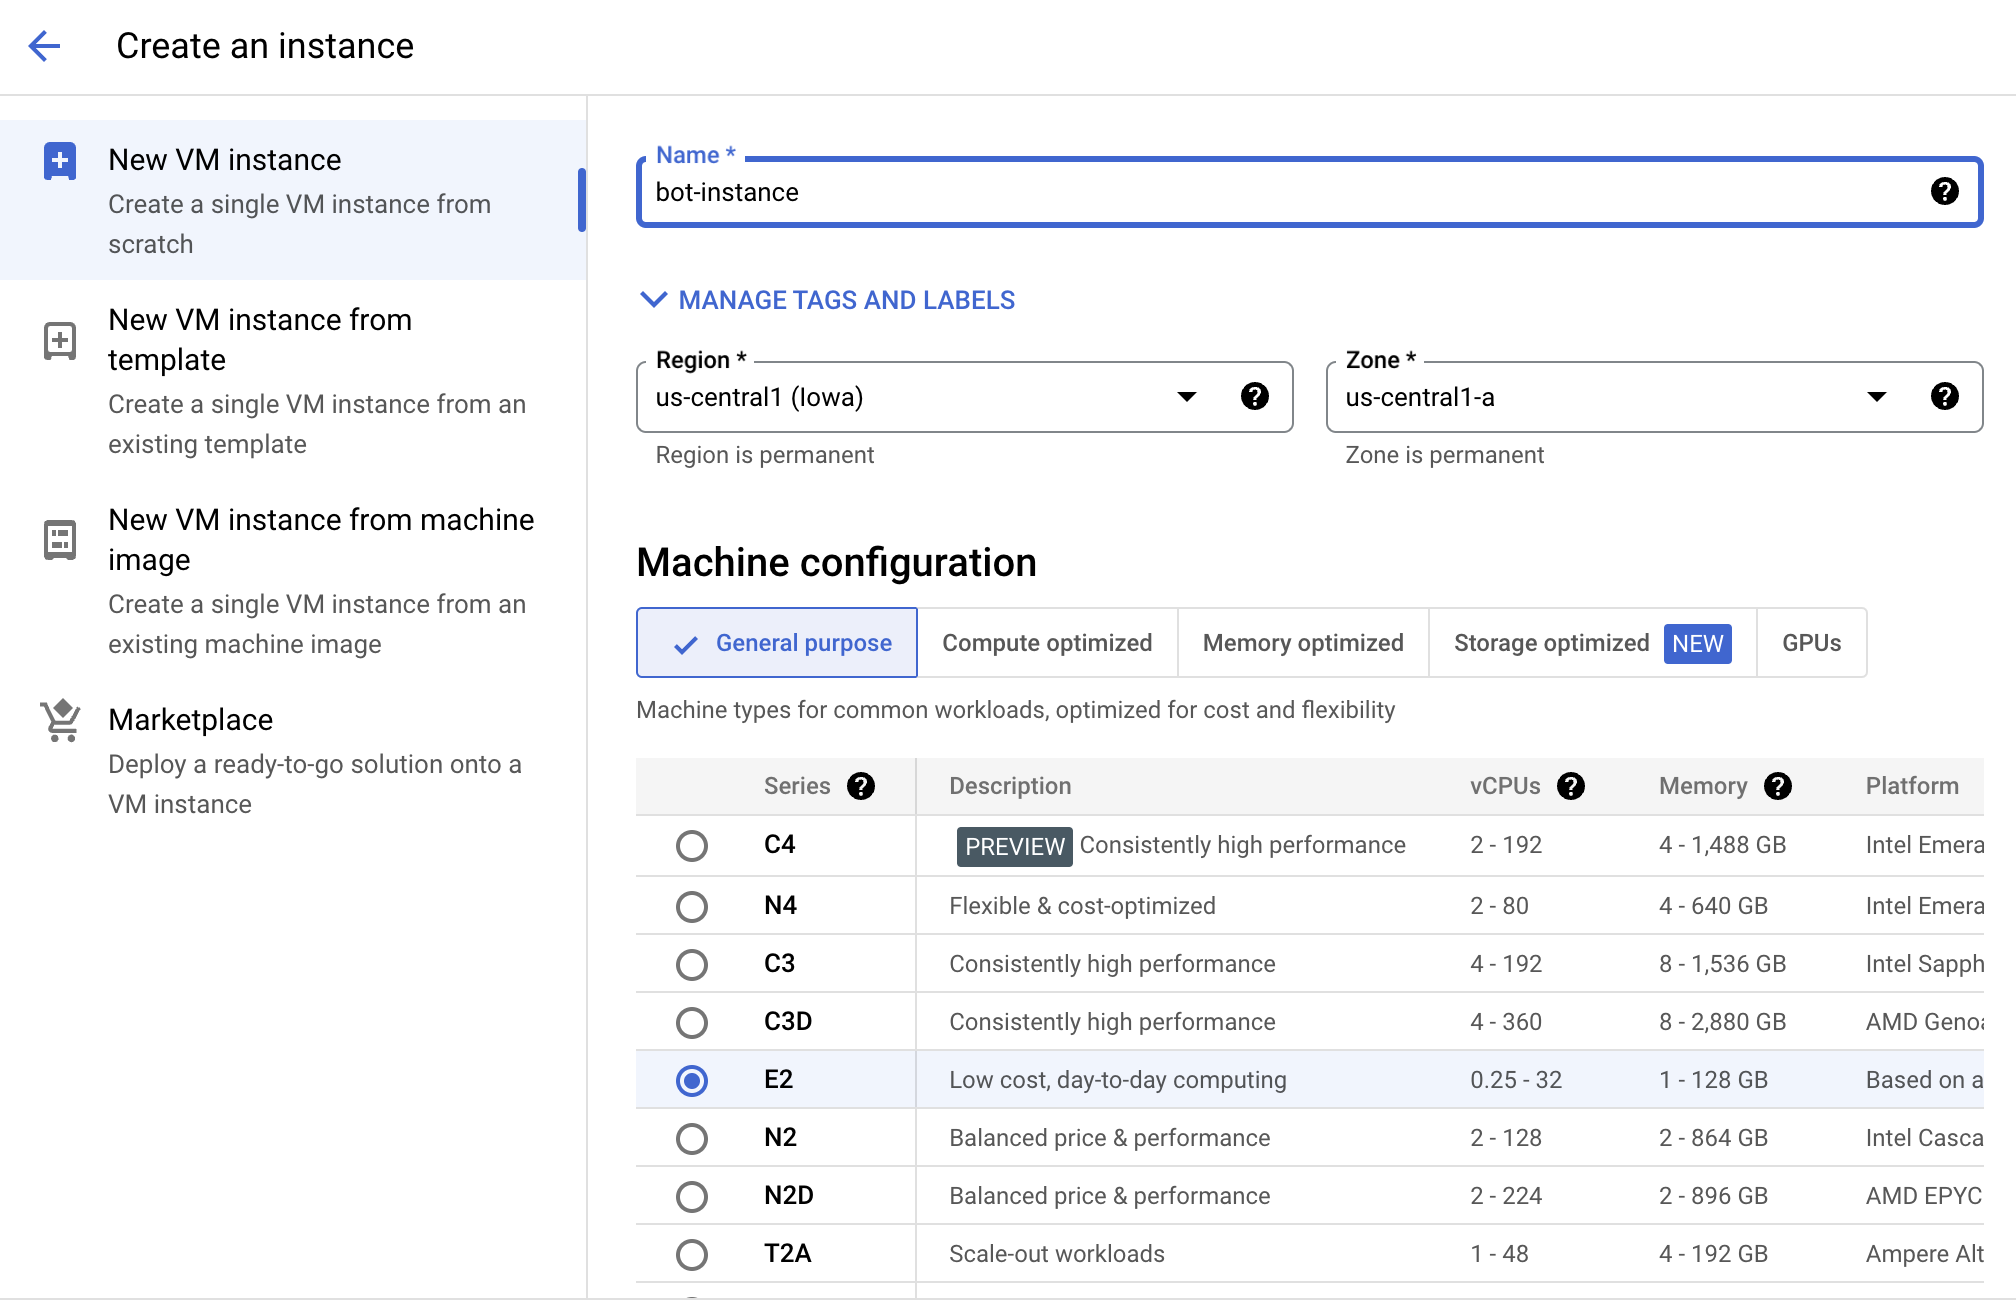 Create an instance
New VM instance
Create a single VM instance from
scratch
New VM instance from
template
Create a single VM instance from an
existing template
New VM instance from machine
image
Create a single VM instance from an
existing machine image
Marketplace
Deploy a ready-to-go solution onto a
VM instance
Name *
bot-instance
MANAGE TAGS AND LABELS
Region *
us-central1 (Iowa)
Region is permanent
Zone *
us-central1-a
Zone is permanent
Machine configuration
General purpose Compute optimized Memory optimized Storage optimized NEW GPUs
Machine types for common workloads, optimized for cost and flexibility
Series Description vCPUs Memory Platform
C4 PREVIEW Consistently high performance 2 - 192 4 - 1,488 GB Intel Emera
N4 Flexible & cost-optimized 2 - 80 4 - 640 GB Intel Emera
C3 Consistently high performance 4 - 192 8 - 1,536 GB Intel Sapph
C3D Consistently high performance 4 - 360 8 - 2,880 GB AMD Genoa
E2 Low cost, day-to-day computing 0.25 - 32 1 - 128 GB Based on a
N2 Balanced price & performance 2 - 128 2 - 864 GB Intel Casca
N2D Balanced price & performance 2 - 224 2 - 896 GB AMD EPYC
T2A Scale-out workloads 1 - 48 4 - 192 GB Ampere Alt